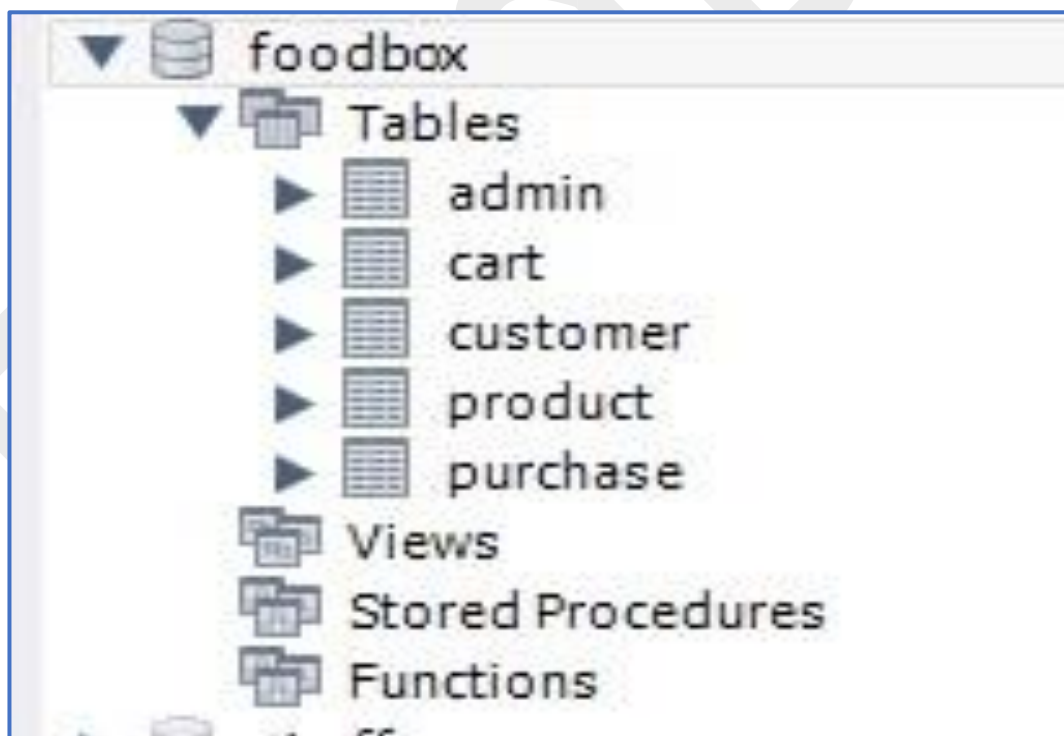 foodbox
Tables
admin
cart
customer
product
purchase
Views
Stored Procedures
Functions